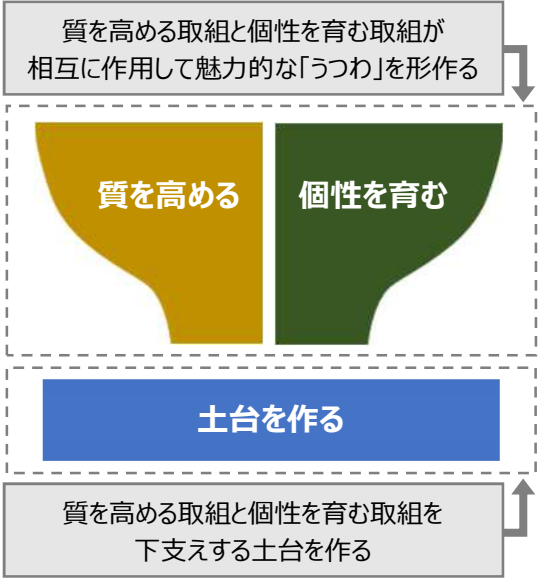 質を高める取組と個性を育む取組が
相互に作用して魅力的な「うつわ」を形作る
質を高める
個性を育む
土台を作る
質を高める取組と個性を育む取組を
下支えする土台を作る